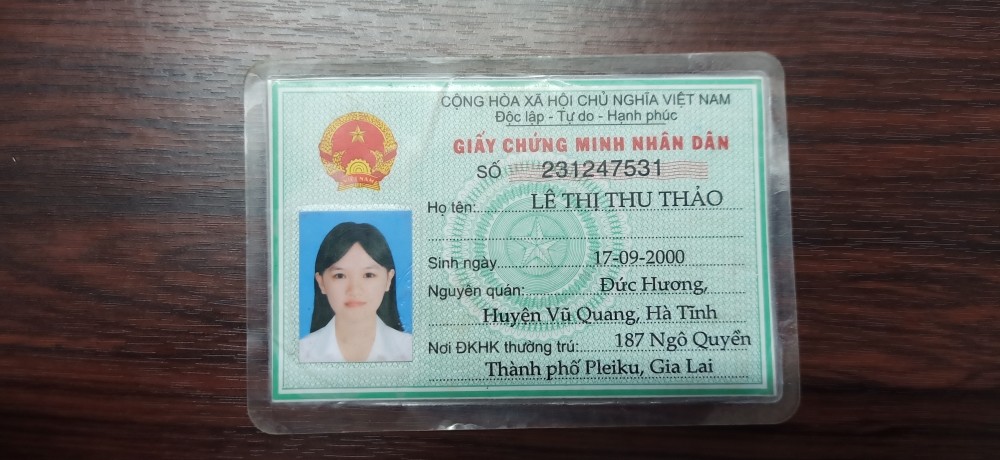 CỘNG HÒA XÃ HỘI CHỦ NGHĨA VIỆT NAM
Độc lập - Tự do - Hạnh phúc
GIẤY CHỨNG MINH NHÂN DÂN
SỐ 231247531
Họ tên: LÊ THỊ THU THẢO
Sinh ngày 17-09-2000
Nguyên quán: Đức Hương,
Huyện Vũ Quang, Hà Tĩnh
Nơi ĐKHK thường trú: 187 Ngô Quyền
Thành phố Pleiku, Gia Lai
VIỆT NAM